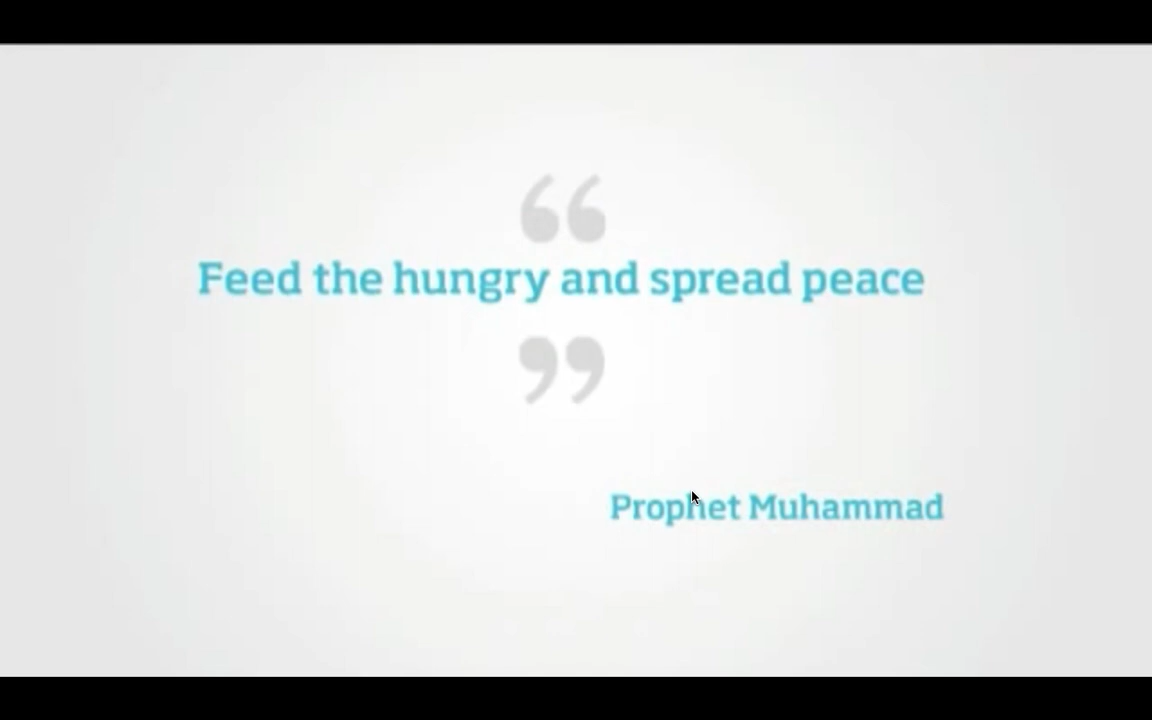 “
Feed the hungry and spread peace
”
Prophet Muhammad